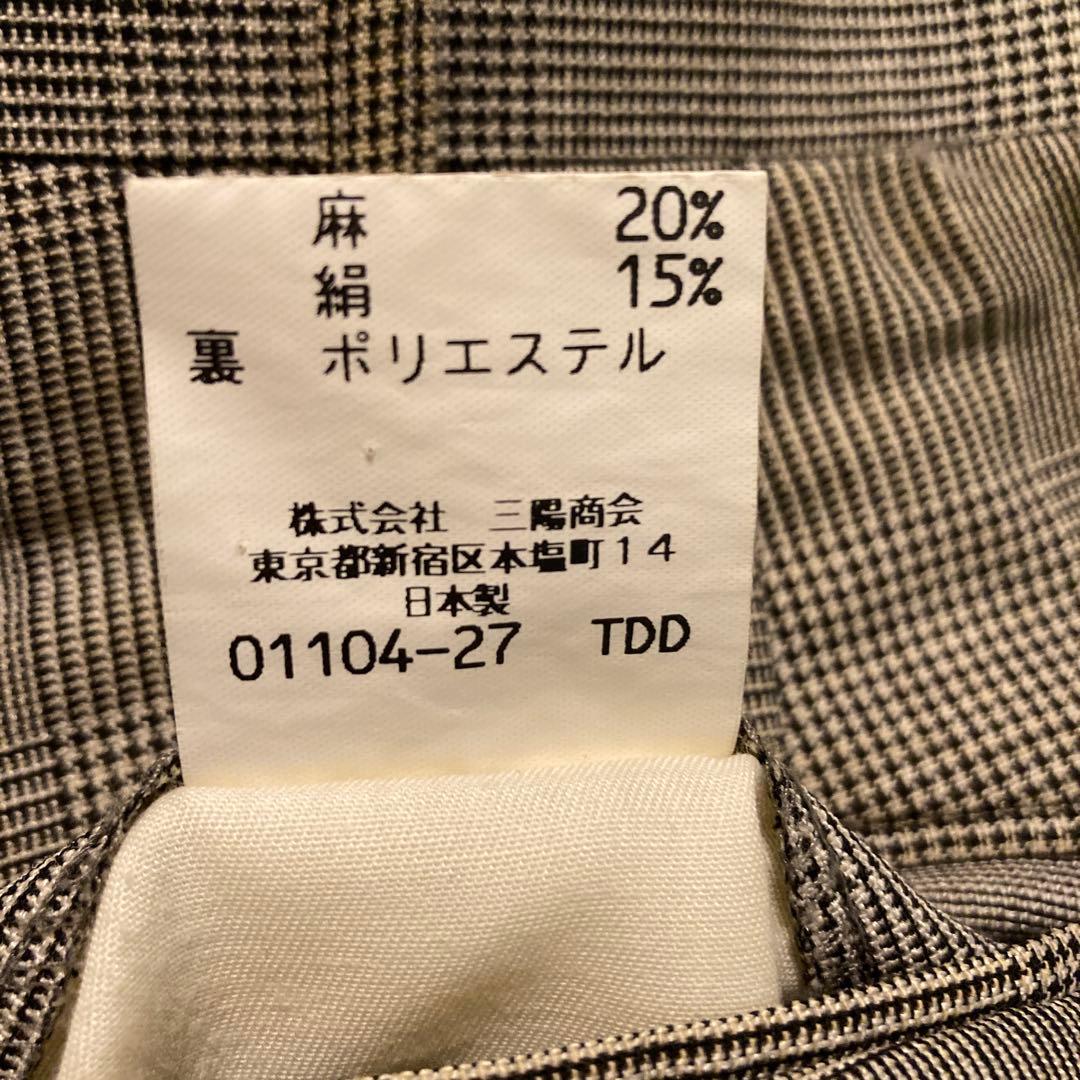 麻 20%
絹 15%
裏 ポリエステル
株式会社 三陽商会
東京都新宿区本塩町14
日本製
01104-27 TDD